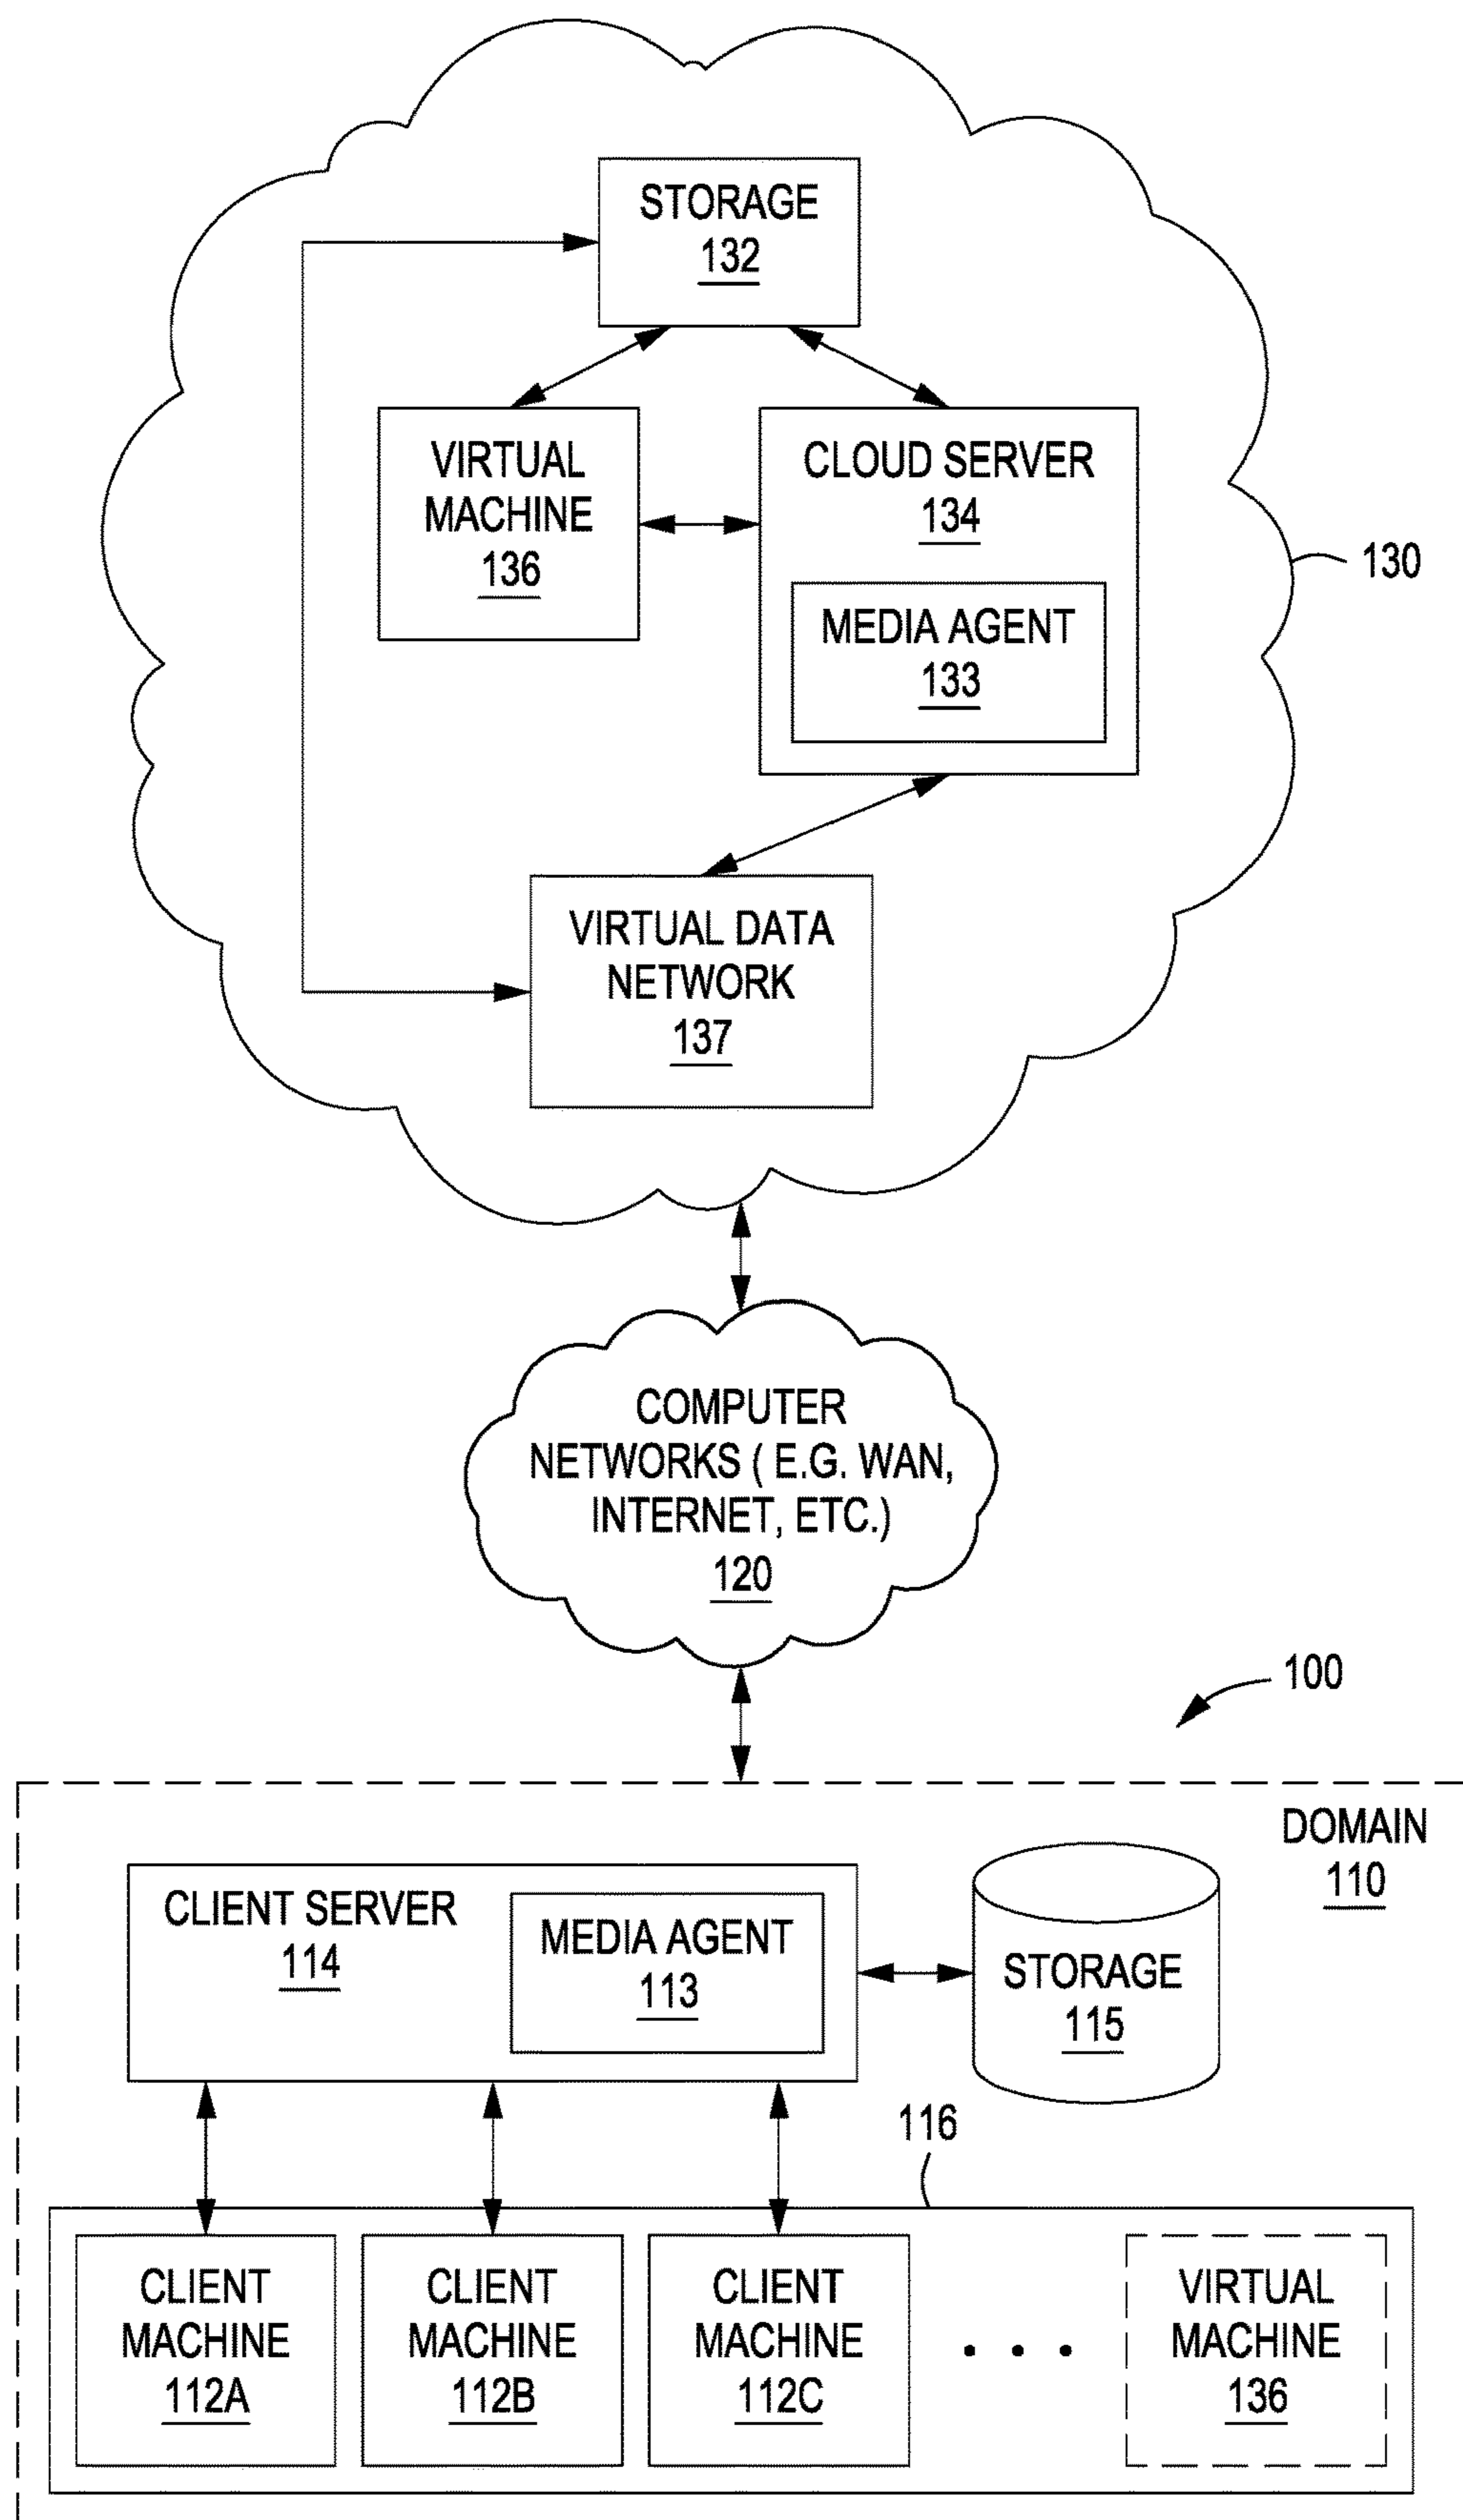 STORAGE
132
VIRTUAL
MACHINE
136
CLOUD SERVER
134
MEDIA AGENT
133
130
VIRTUAL DATA
NETWORK
137
COMPUTER
NETWORKS ( E.G. WAN,
INTERNET, ETC.)
120
100
DOMAIN
110
CLIENT SERVER
114
MEDIA AGENT
113
STORAGE
115
116
CLIENT
MACHINE
112A
CLIENT
MACHINE
112B
CLIENT
MACHINE
112C
. . .
VIRTUAL
MACHINE
136